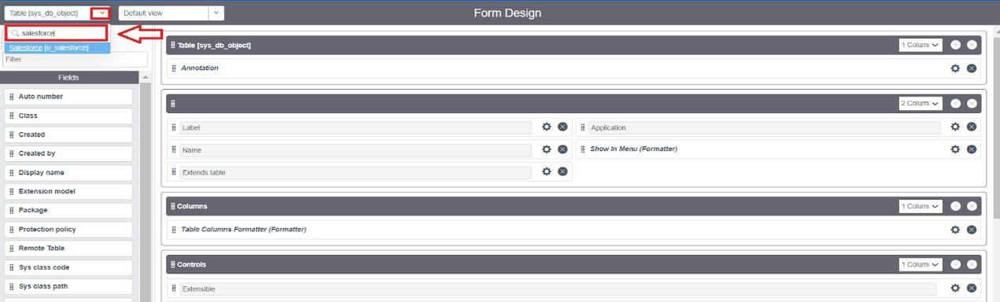 Table [sys_db_object]
Default view
Form Design
salesforce
Salesforce [u_salesforce]
Filter
Fields
Auto number
Class
Created
Created by
Display name
Extension model
Package
Protection policy
Remote Table
Sys class code
Sys class path
Table [sys_db_object]
1 Colum
Annotation
2 Colum
Label
Application
Name
Show In Menu (Formatter)
Extends table
Columns
1 Colum
Table Columns Formatter (Formatter)
Controls
1 Colum
Extensible